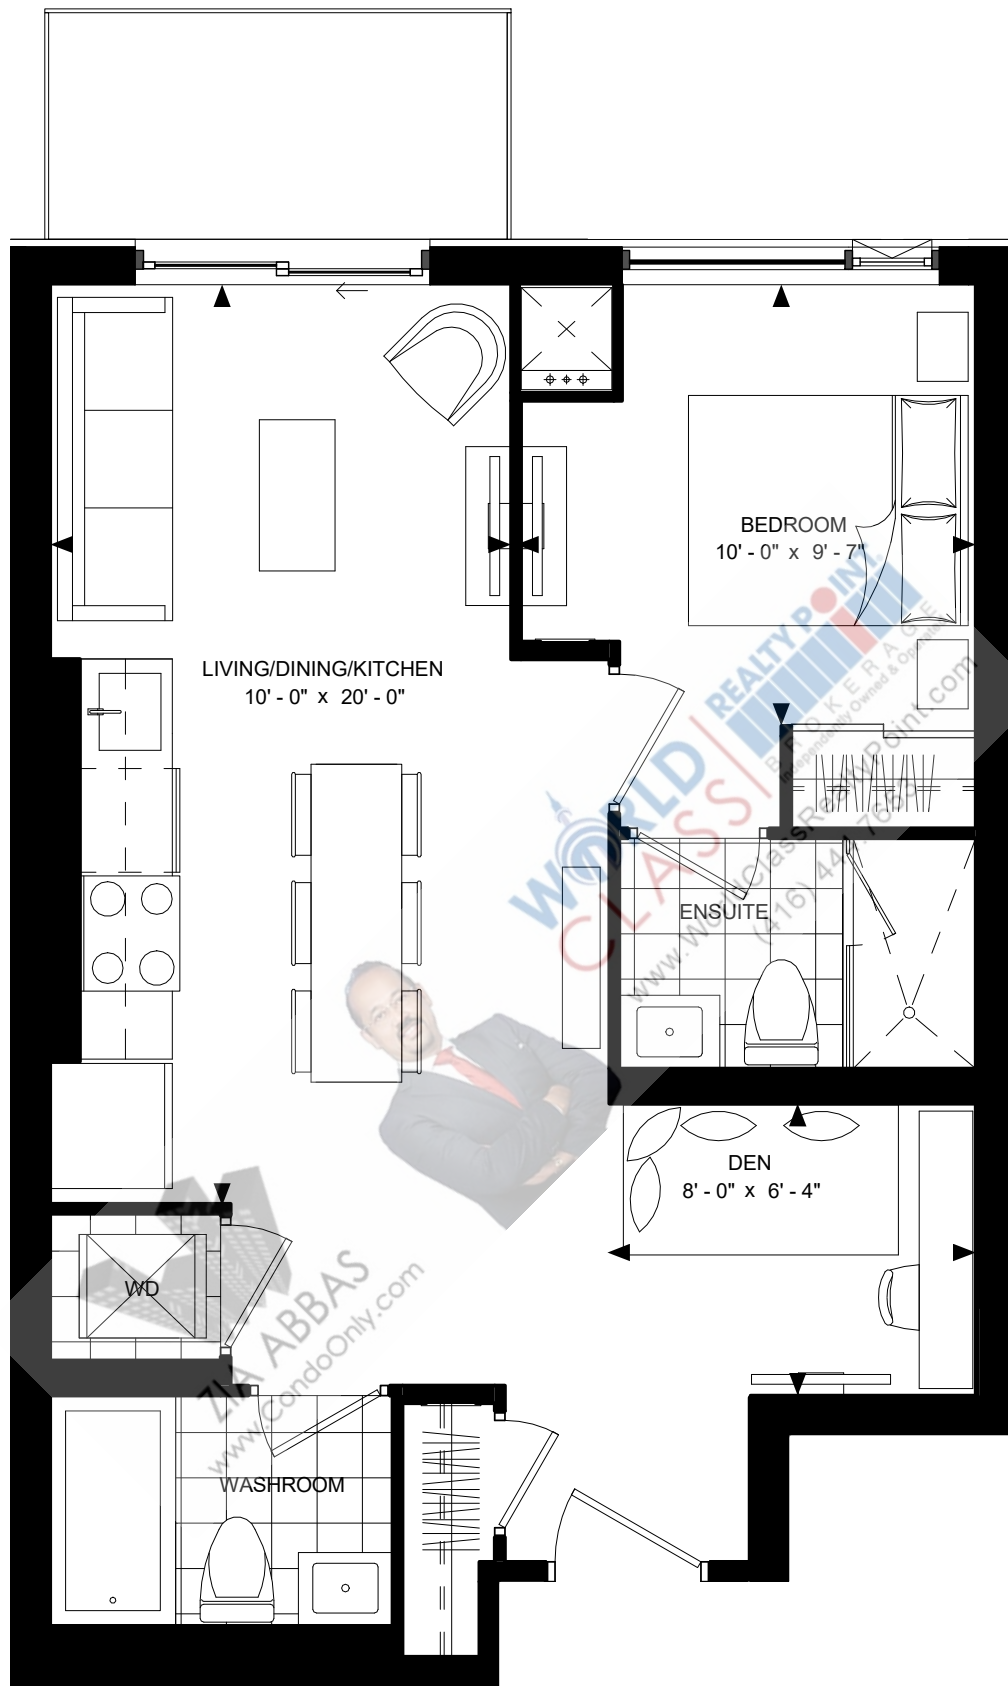 BEDROOM
10' - 0" x 9' - 7"
LIVING/DINING/KITCHEN
10' - 0" x 20' - 0"
WORLD
CLASS
REALTY POINT
BROKERAGE
Independently Owned & Operated
www.WorldClassRealtyPoint.com
ENSUITE
DEN
8' - 0" x 6' - 4"
WD
ZIA ABBAS
www.CondoOnly.com
WASHROOM